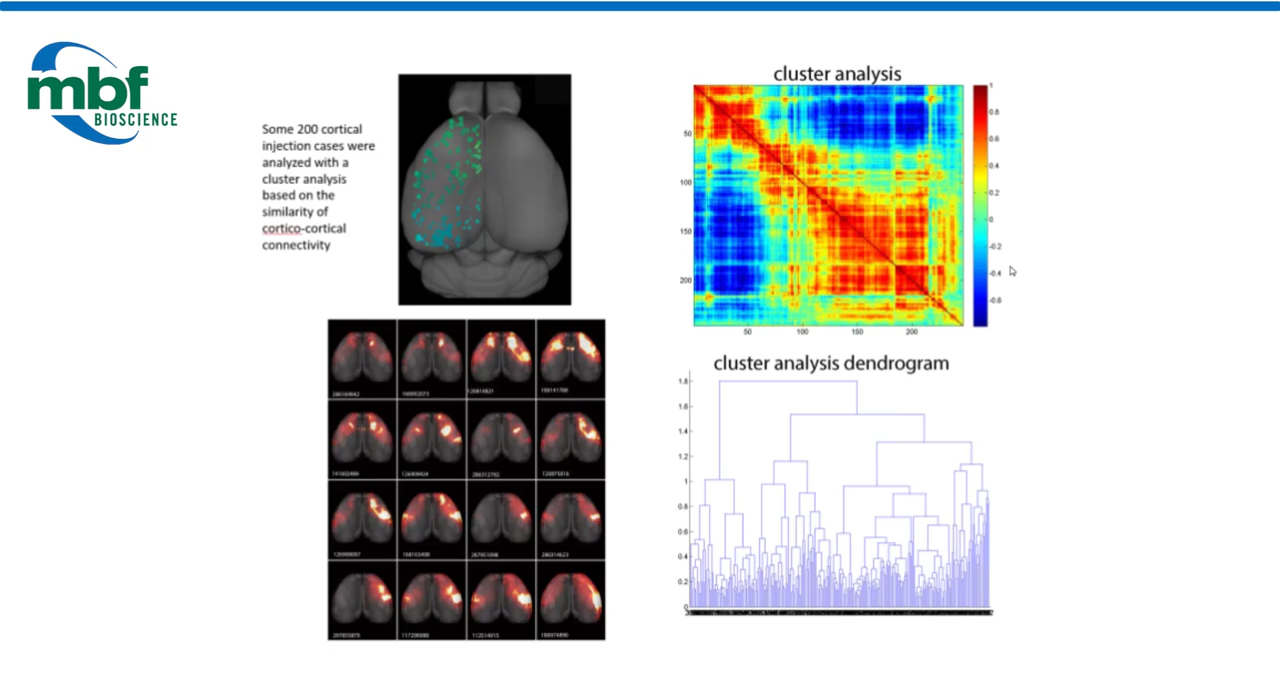 mbf
BIOSCIENCE
Some 200 cortical
injection cases were
analyzed with a
cluster analysis
based on the
similarity of
cortico-cortical
connectivity
cluster analysis
50
100
150
200
50
100
150
200
1
0.8
0.6
0.4
0.2
0
-0.2
-0.4
-0.6
cluster analysis dendrogram
1.8
1.6
1.4
1.2
1
0.8
0.6
0.4
0.2
0